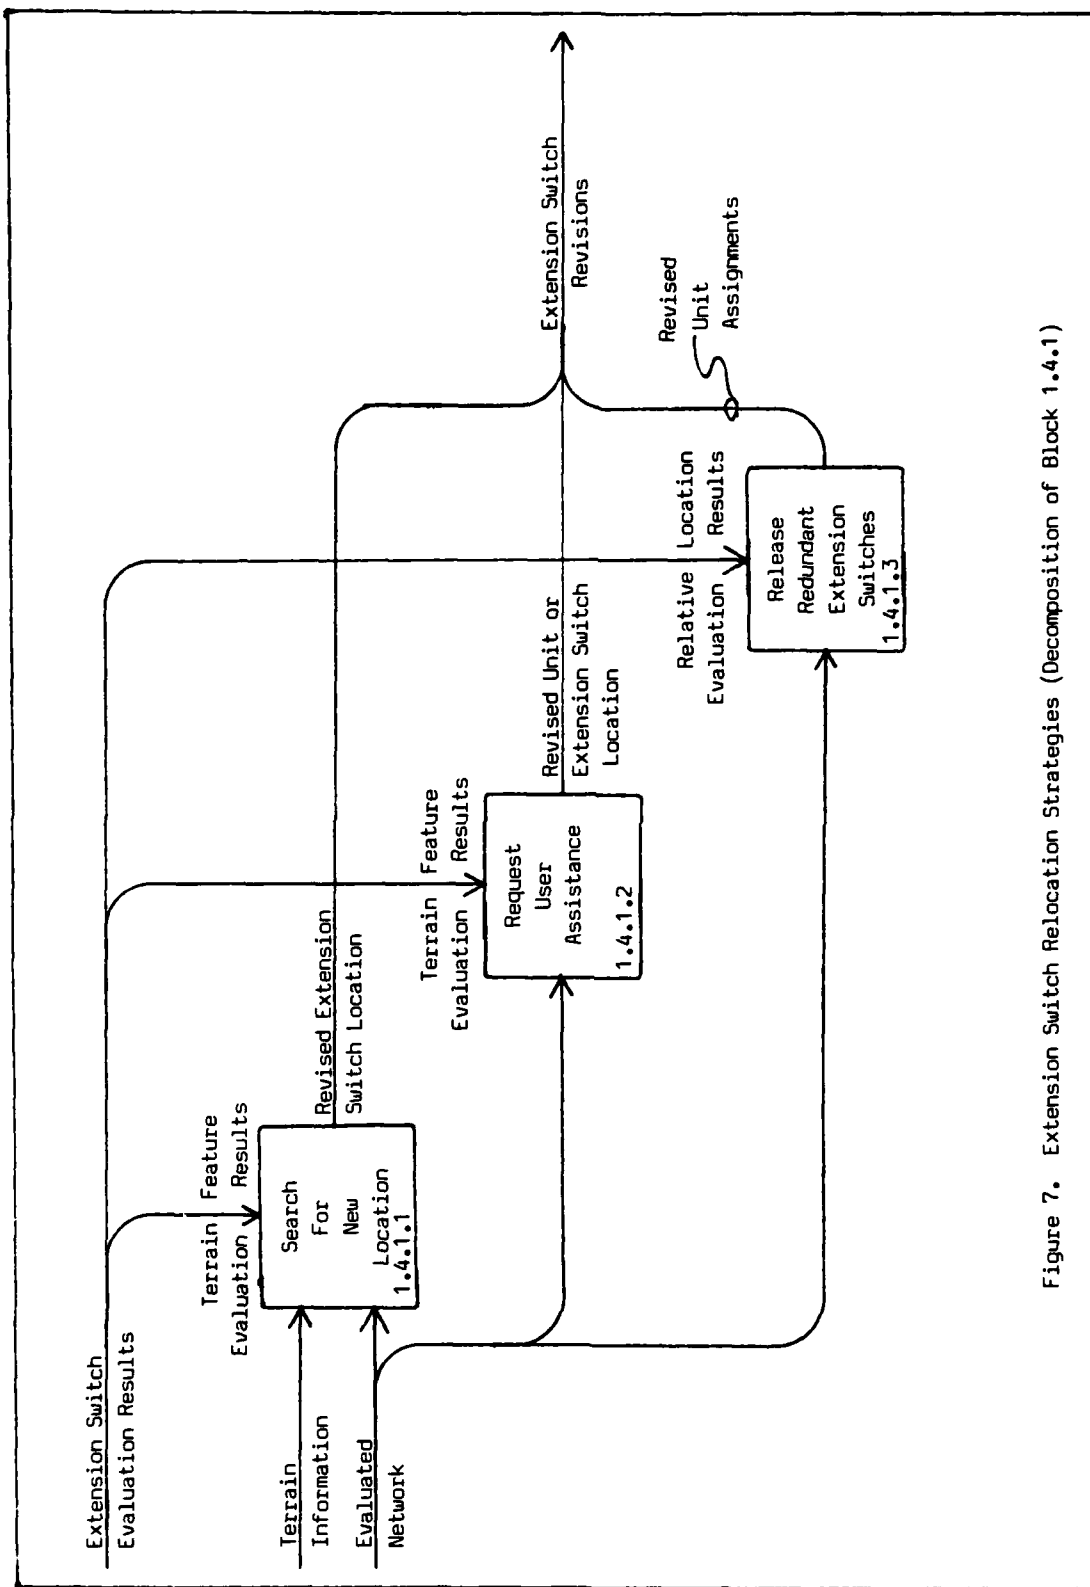 Extension Switch
Evaluation Results
Terrain
Information
Evaluated
Network
Terrain Feature
Evaluation Results
Search
For
New
Location
1.4.1.1
Revised Extension
Switch Location
Terrain Feature
Evaluation Results
Request
User
Assistance
1.4.1.2
Revised Unit or
Extension Switch
Location
Relative Location
Evaluation Results
Release
Redundant
Extension
Switches
1.4.1.3
Revised
Unit
Assignments
Extension Switch
Revisions
Figure 7. Extension Switch Relocation Strategies (Decomposition of Block 1.4.1)